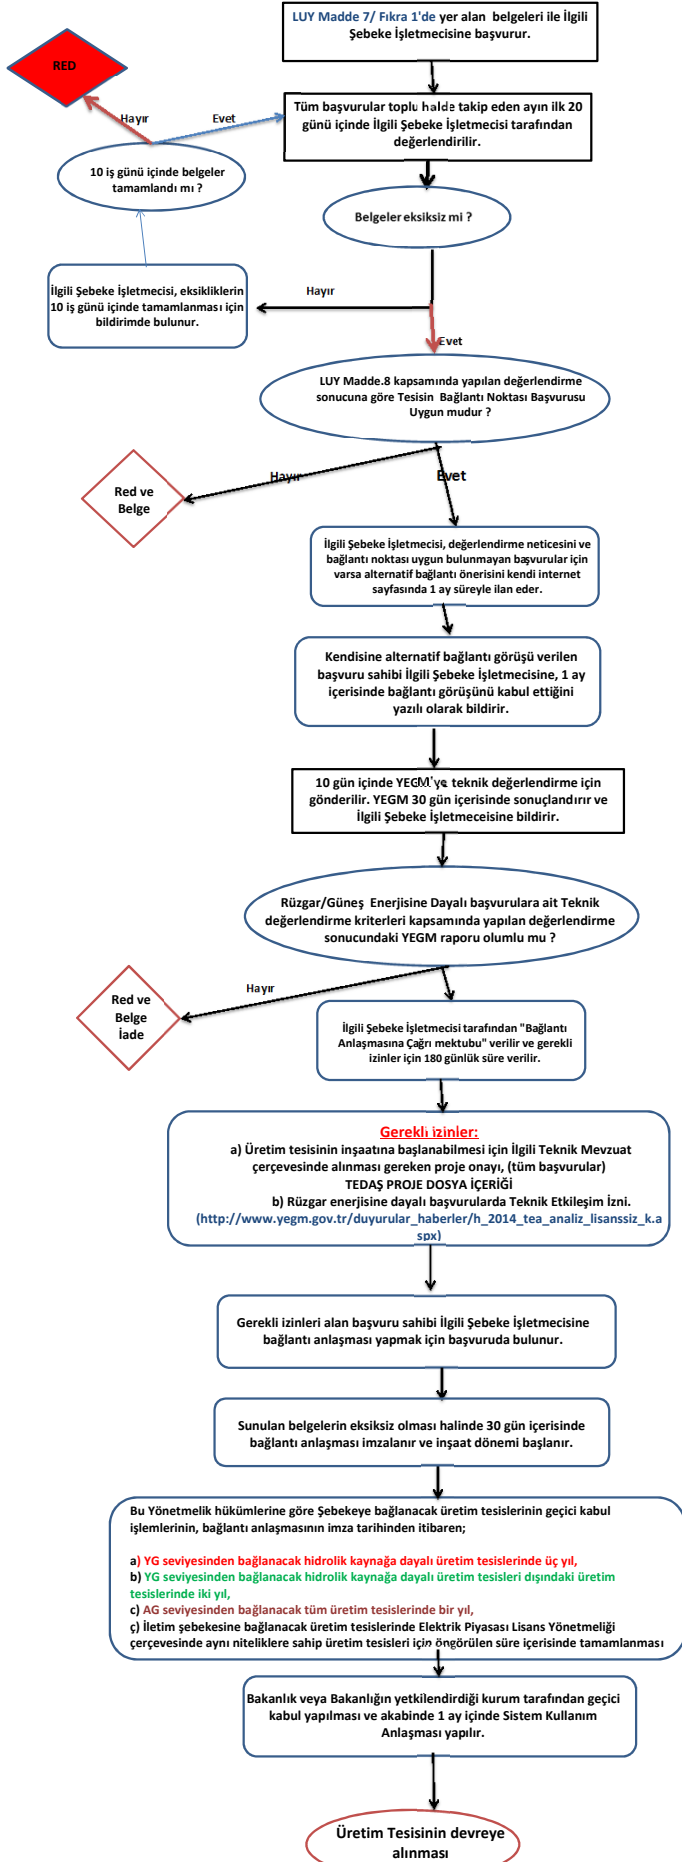 LUY Madde 7/ Fıkra 1'de yer alan belgeleri ile İlgili
Şebeke İşletmecisine başvurur.
RED
Hayır
Evet
Tüm başvurular toplu halde takip eden ayın ilk 20
günü içinde İlgili Şebeke İşletmecisi tarafından
değerlendirilir.
10 iş günü içinde belgeler
tamamlandı mı ?
Belgeler eksiksiz mi ?
İlgili Şebeke İşletmecisi, eksikliklerin
10 iş günü içinde tamamlanması için
bildirimde bulunur.
Hayır
Evet
LUY Madde.8 kapsamında yapılan değerlendirme
sonucuna göre Tesisin Bağlantı Noktası Başvurusu
Uygun mudur ?
Hayır
Evet
Red ve
Belge
İlgili Şebeke İşletmecisi, değerlendirme neticesini ve
bağlantı noktası uygun bulunmayan başvurular için
varsa alternatif bağlantı önerisini kendi internet
sayfasında 1 ay süreyle ilan eder.
Kendisine alternatif bağlantı görüşü verilen
başvuru sahibi İlgili Şebeke İşletmecisine, 1 ay
içerisinde bağlantı görüşünü kabul ettiğini
yazılı olarak bildirir.
10 gün içinde YEGM'ye teknik değerlendirme için
gönderilir. YEGM 30 gün içerisinde sonuçlandırır ve
İlgili Şebeke İşletmeceisine bildirir.
Rüzgar/Güneş Enerjisine Dayalı başvurulara ait Teknik
değerlendirme kriterleri kapsamında yapılan değerlendirme
sonucundaki YEGM raporu olumlu mu ?
Hayır
Red ve
Belge
İade
İlgili Şebeke İşletmecisi tarafından "Bağlantı
Anlaşmasına Çağrı mektubu" verilir ve gerekli
izinler için 180 günlük süre verilir.
Gerekli izinler:
a) Üretim tesisinin inşaatına başlanabilmesi için İlgili Teknik Mevzuat
çerçevesinde alınması gereken proje onayı, (tüm başvurular)
TEDAŞ PROJE DOSYA İÇERİĞİ
b) Rüzgar enerjisine dayalı başvurularda Teknik Etkileşim İzni.
(http://www.yegm.gov.tr/duyurular_haberler/h_2014_tea_analiz_lisanssiz_k.a
spx)
Gerekli izinleri alan başvuru sahibi İlgili Şebeke İşletmecisine
bağlantı anlaşması yapmak için başvuruda bulunur.
Sunulan belgelerin eksiksiz olması halinde 30 gün içerisinde
bağlantı anlaşması imzalanır ve inşaat dönemi başlanır.
Bu Yönetmelik hükümlerine göre Şebekeye bağlanacak üretim tesislerinin geçici kabul
işlemlerinin, bağlantı anlaşmasının imza tarihinden itibaren;
a) YG seviyesinden bağlanacak hidrolik kaynağa dayalı üretim tesislerinde üç yıl,
b) YG seviyesinden bağlanacak hidrolik kaynağa dayalı üretim tesisleri dışındaki üretim
tesislerinde iki yıl,
c) AG seviyesinden bağlanacak tüm üretim tesislerinde bir yıl,
ç) İletim şebekesine bağlanacak üretim tesislerinde Elektrik Piyasası Lisans Yönetmeliği
çerçevesinde aynı niteliklere sahip üretim tesisleri için öngörülen süre içerisinde tamamlanması
Bakanlık veya Bakanlığın yetkilendirdiği kurum tarafından geçici
kabul yapılması ve akabinde 1 ay içinde Sistem Kullanım
Anlaşması yapılır.
Üretim Tesisinin devreye
alınması